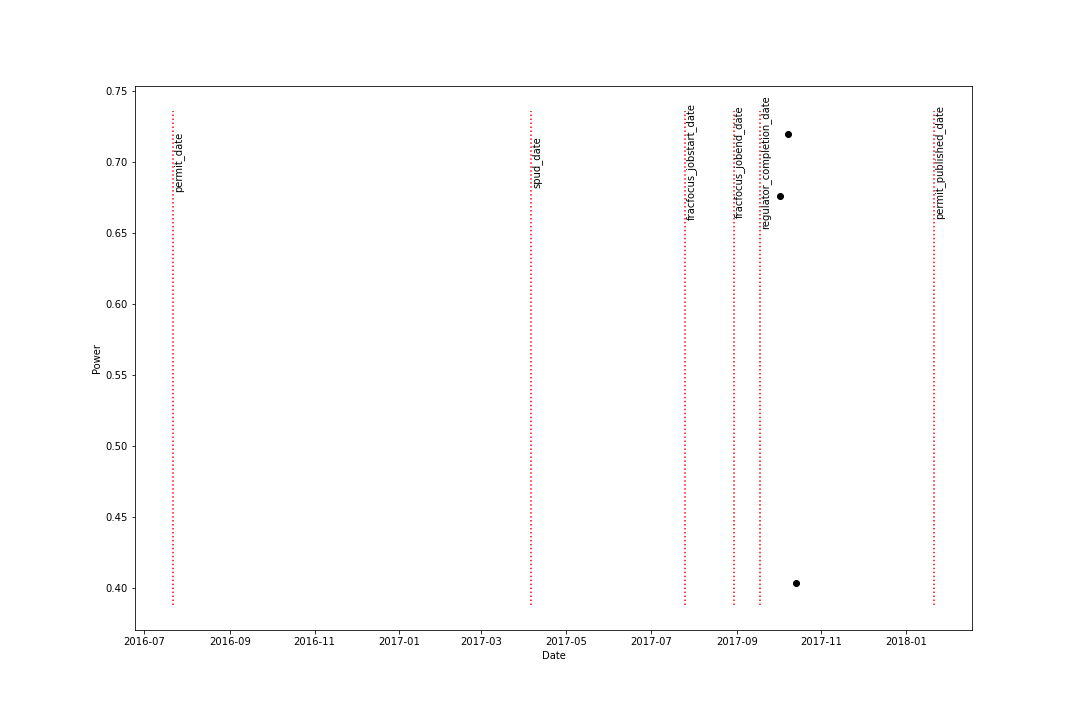 0.75
0.70
0.65
0.60
0.55
0.50
0.45
0.40
Power
permit_date
spud_date
fracfocus_jobstart_date
fracfocus_jobend_date
regulator_completion_date
permit_published_date
2016-07 2016-09 2016-11 2017-01 2017-03 2017-05 2017-07 2017-09 2017-11 2018-01
Date